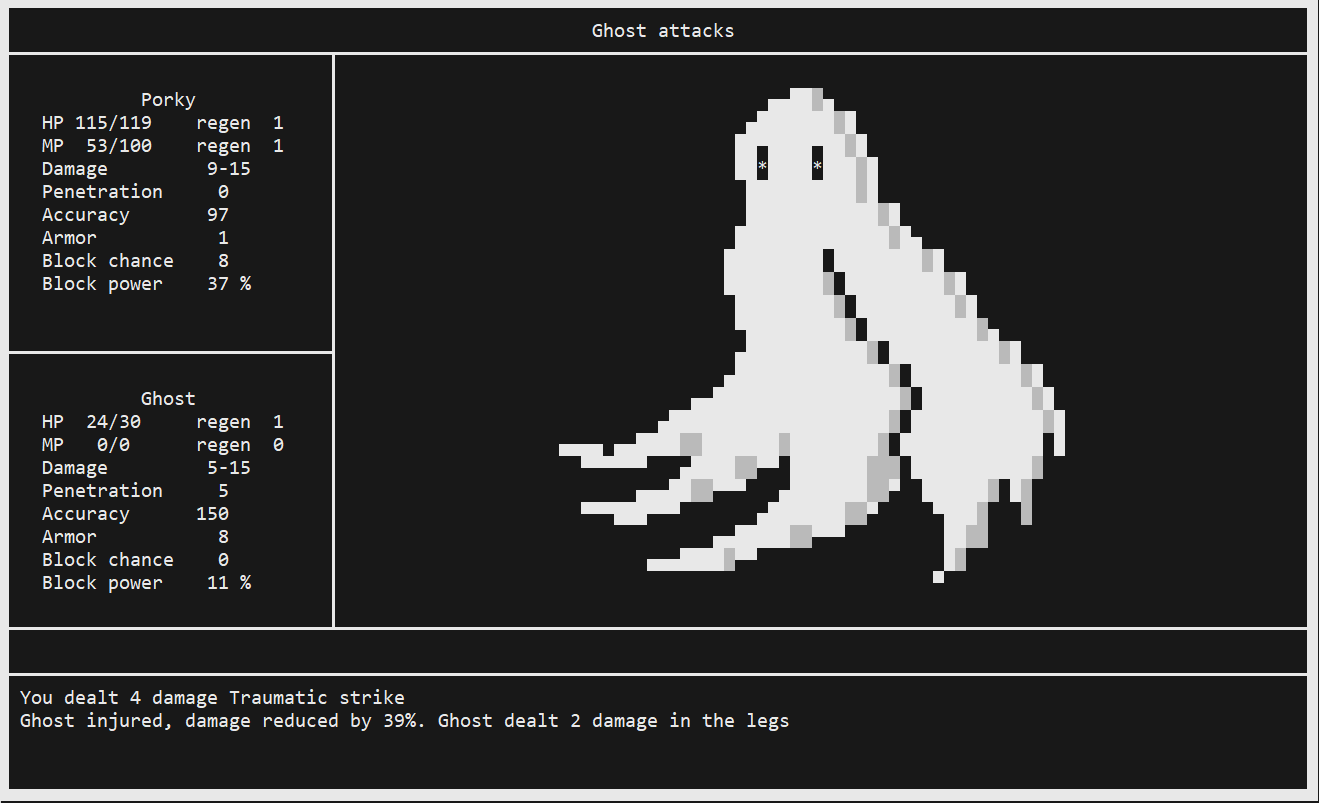 Ghost attacks
Porky
HP 115/119    regen  1
MP  53/100    regen  1
Damage         9-15
Penetration     0
Accuracy       97
Armor           1
Block chance    8
Block power    37 %
Ghost
HP  24/30     regen  1
MP   0/0      regen  0
Damage         5-15
Penetration     5
Accuracy      150
Armor           8
Block chance    0
Block power    11 %
* *
You dealt 4 damage Traumatic strike
Ghost injured, damage reduced by 39%. Ghost dealt 2 damage in the legs